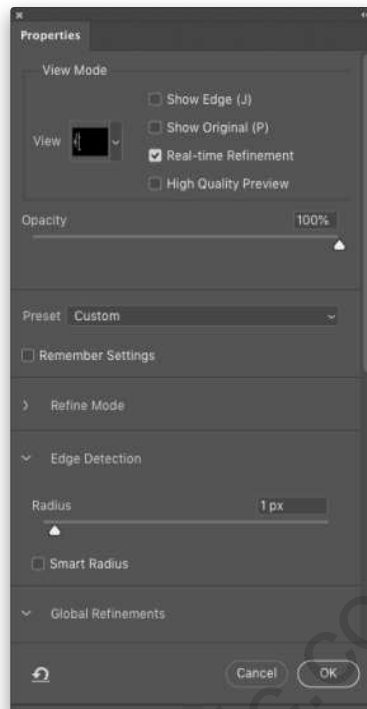 Properties
View Mode
Show Edge (J)
Show Original (P)
View
Real-time Refinement
High Quality Preview
Opacity 100%
Preset Custom
Remember Settings
Refine Mode
Edge Detection
Radius 1 px
Smart Radius
Global Refinements
Cancel OK